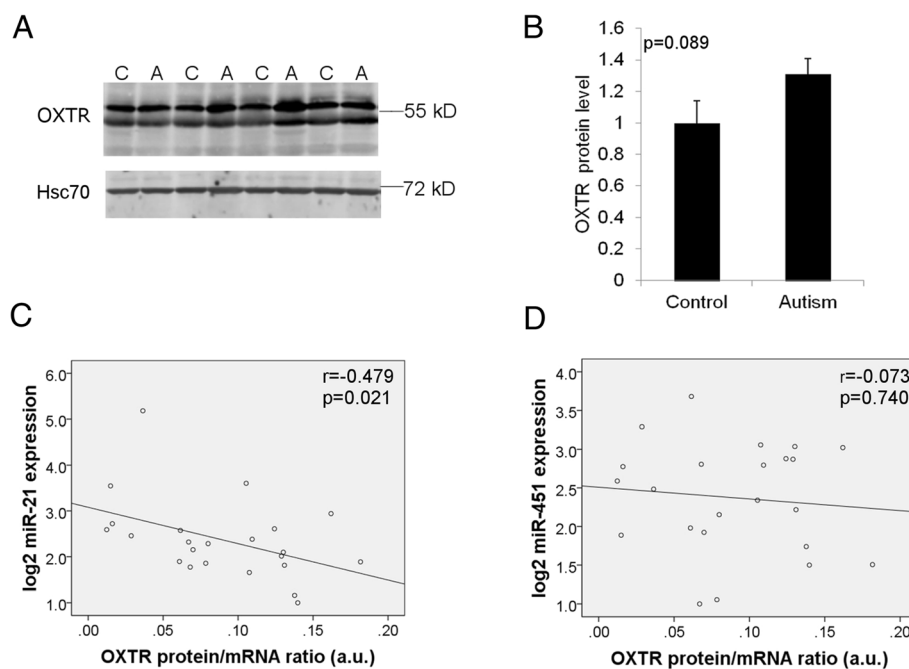 A
C A C A C A C A
OXTR
55 kD
Hsc70
72 kD
B
p=0.089
OXTR protein level
1.6
1.4
1.2
1
0.8
0.6
0.4
0.2
0
Control Autism
C
r=-0.479
p=0.021
log2 miR-21 expression
6.0
5.0
4.0
3.0
2.0
1.0
.00 .05 .10 .15 .20
OXTR protein/mRNA ratio (a.u.)
D
r=-0.073
p=0.740
log2 miR-451 expression
4.0
3.5
3.0
2.5
2.0
1.5
1.0
.00 .05 .10 .15 .20
OXTR protein/mRNA ratio (a.u.)